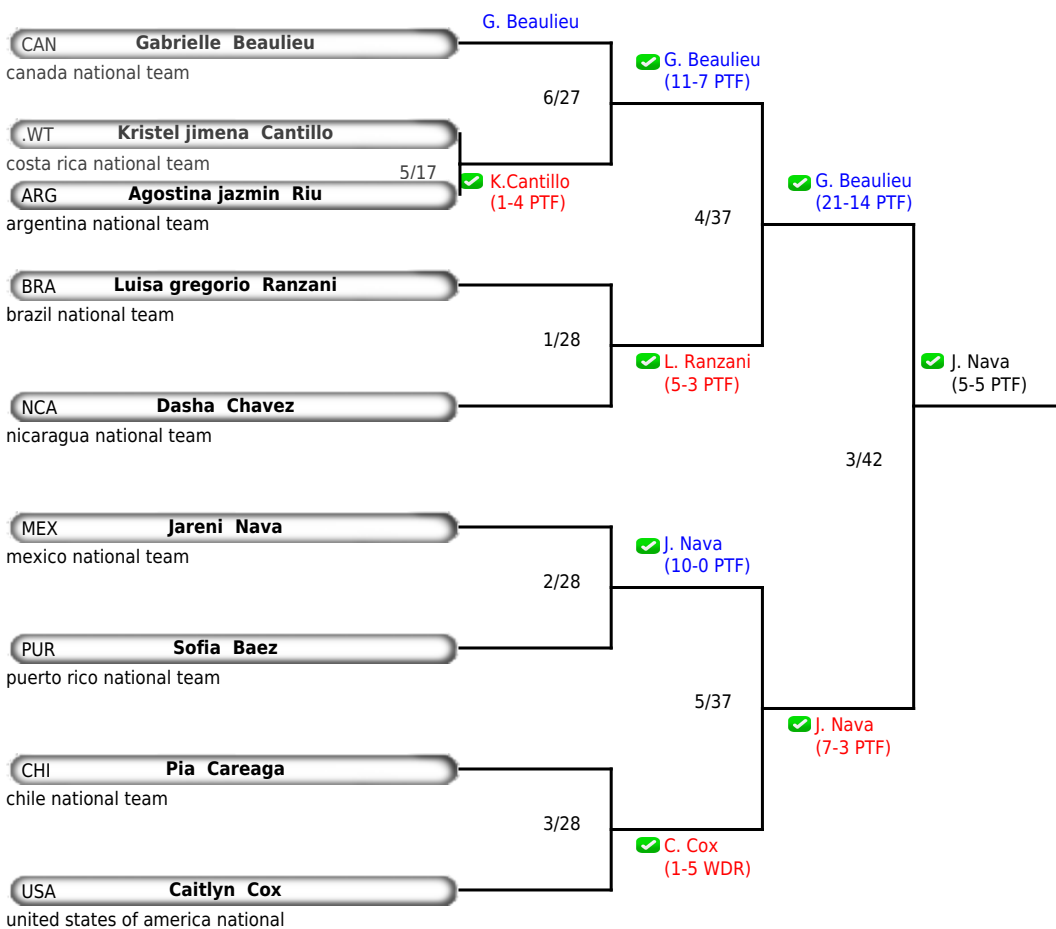 G. Beaulieu
CAN Gabrielle Beaulieu
canada national team
G. Beaulieu
(11-7 PTF)
6/27
.WT Kristel jimena Cantillo
costa rica national team
5/17
K.Cantillo
(1-4 PTF)
ARG Agostina jazmin Riu
argentina national team
G. Beaulieu
(21-14 PTF)
4/37
BRA Luisa gregorio Ranzani
brazil national team
1/28
L. Ranzani
(5-3 PTF)
J. Nava
(5-5 PTF)
NCA Dasha Chavez
nicaragua national team
3/42
MEX Jareni Nava
mexico national team
J. Nava
(10-0 PTF)
2/28
PUR Sofia Baez
puerto rico national team
5/37
J. Nava
(7-3 PTF)
CHI Pia Careaga
chile national team
3/28
C. Cox
(1-5 WDR)
USA Caitlyn Cox
united states of america national